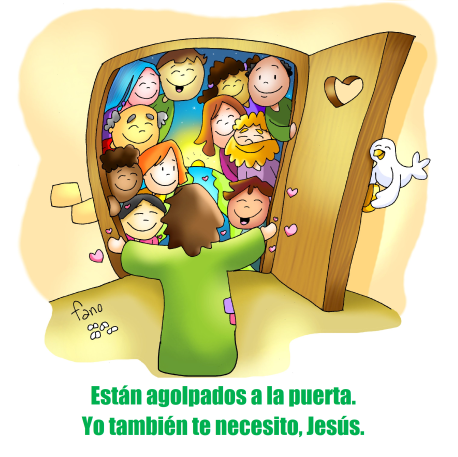 fano
Están agolpados a la puerta.
Yo también te necesito, Jesús.